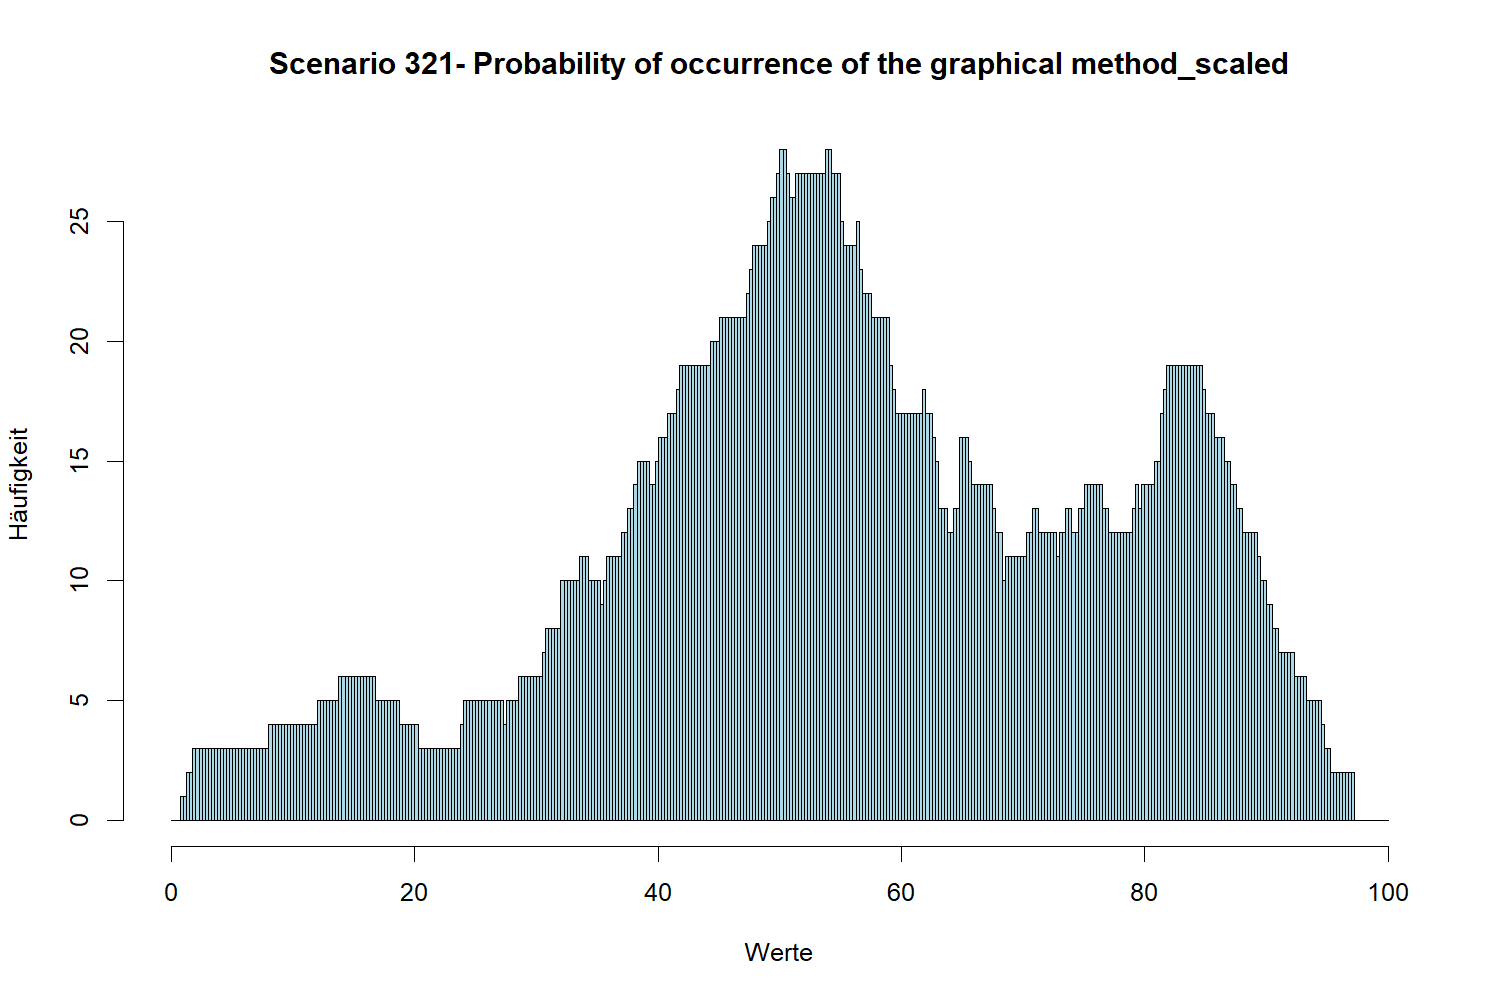 Scenario 321- Probability of occurrence of the graphical method_scaled
25
20
15
10
5
0
Häufigkeit
0 20 40 60 80 100
Werte